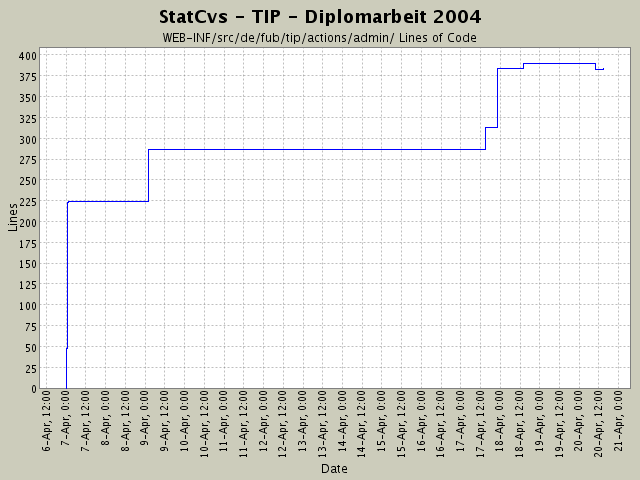 StatCvs - TIP - Diplomarbeit 2004
WEB-INF/src/de/fub/tip/actions/admin/ Lines of Code
Lines
400
375
350
325
300
275
250
225
200
175
150
125
100
75
50
25
0
6-Apr, 12:00
7-Apr, 0:00
7-Apr, 12:00
8-Apr, 0:00
8-Apr, 12:00
9-Apr, 0:00
9-Apr, 12:00
10-Apr, 0:00
10-Apr, 12:00
11-Apr, 0:00
11-Apr, 12:00
12-Apr, 0:00
12-Apr, 12:00
13-Apr, 0:00
13-Apr, 12:00
14-Apr, 0:00
14-Apr, 12:00
15-Apr, 0:00
15-Apr, 12:00
16-Apr, 0:00
16-Apr, 12:00
17-Apr, 0:00
17-Apr, 12:00
18-Apr, 0:00
18-Apr, 12:00
19-Apr, 0:00
19-Apr, 12:00
20-Apr, 0:00
20-Apr, 12:00
21-Apr, 0:00
Date